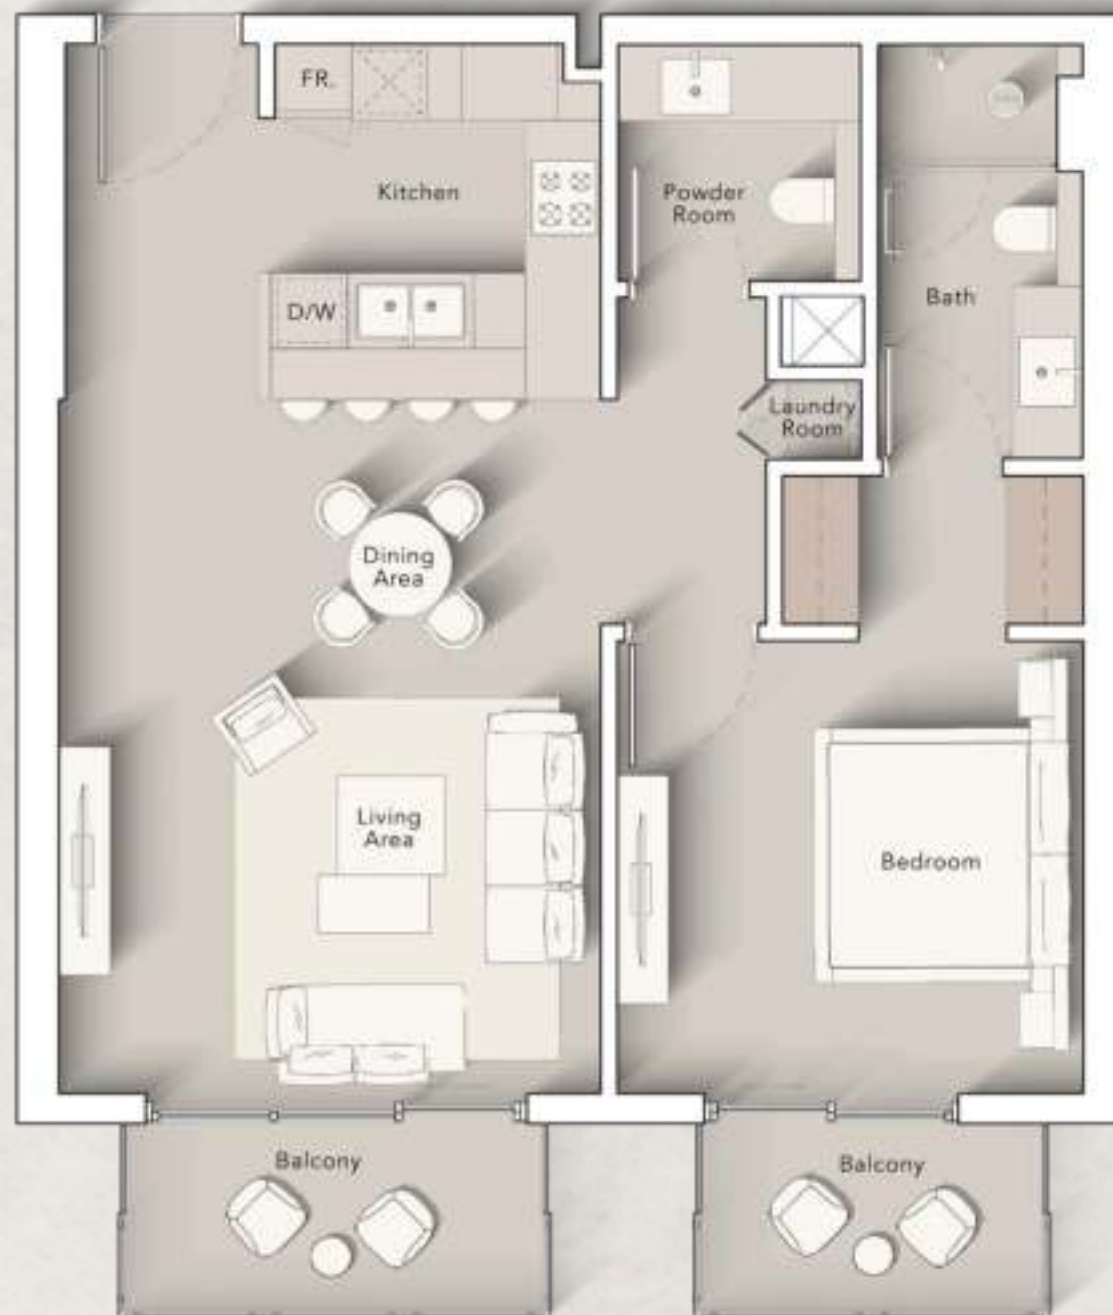 FR.
Kitchen
Powder
Room
D/W
Bath
Laundry
Room
Dining
Area
Living
Area
Bedroom
Balcony
Balcony